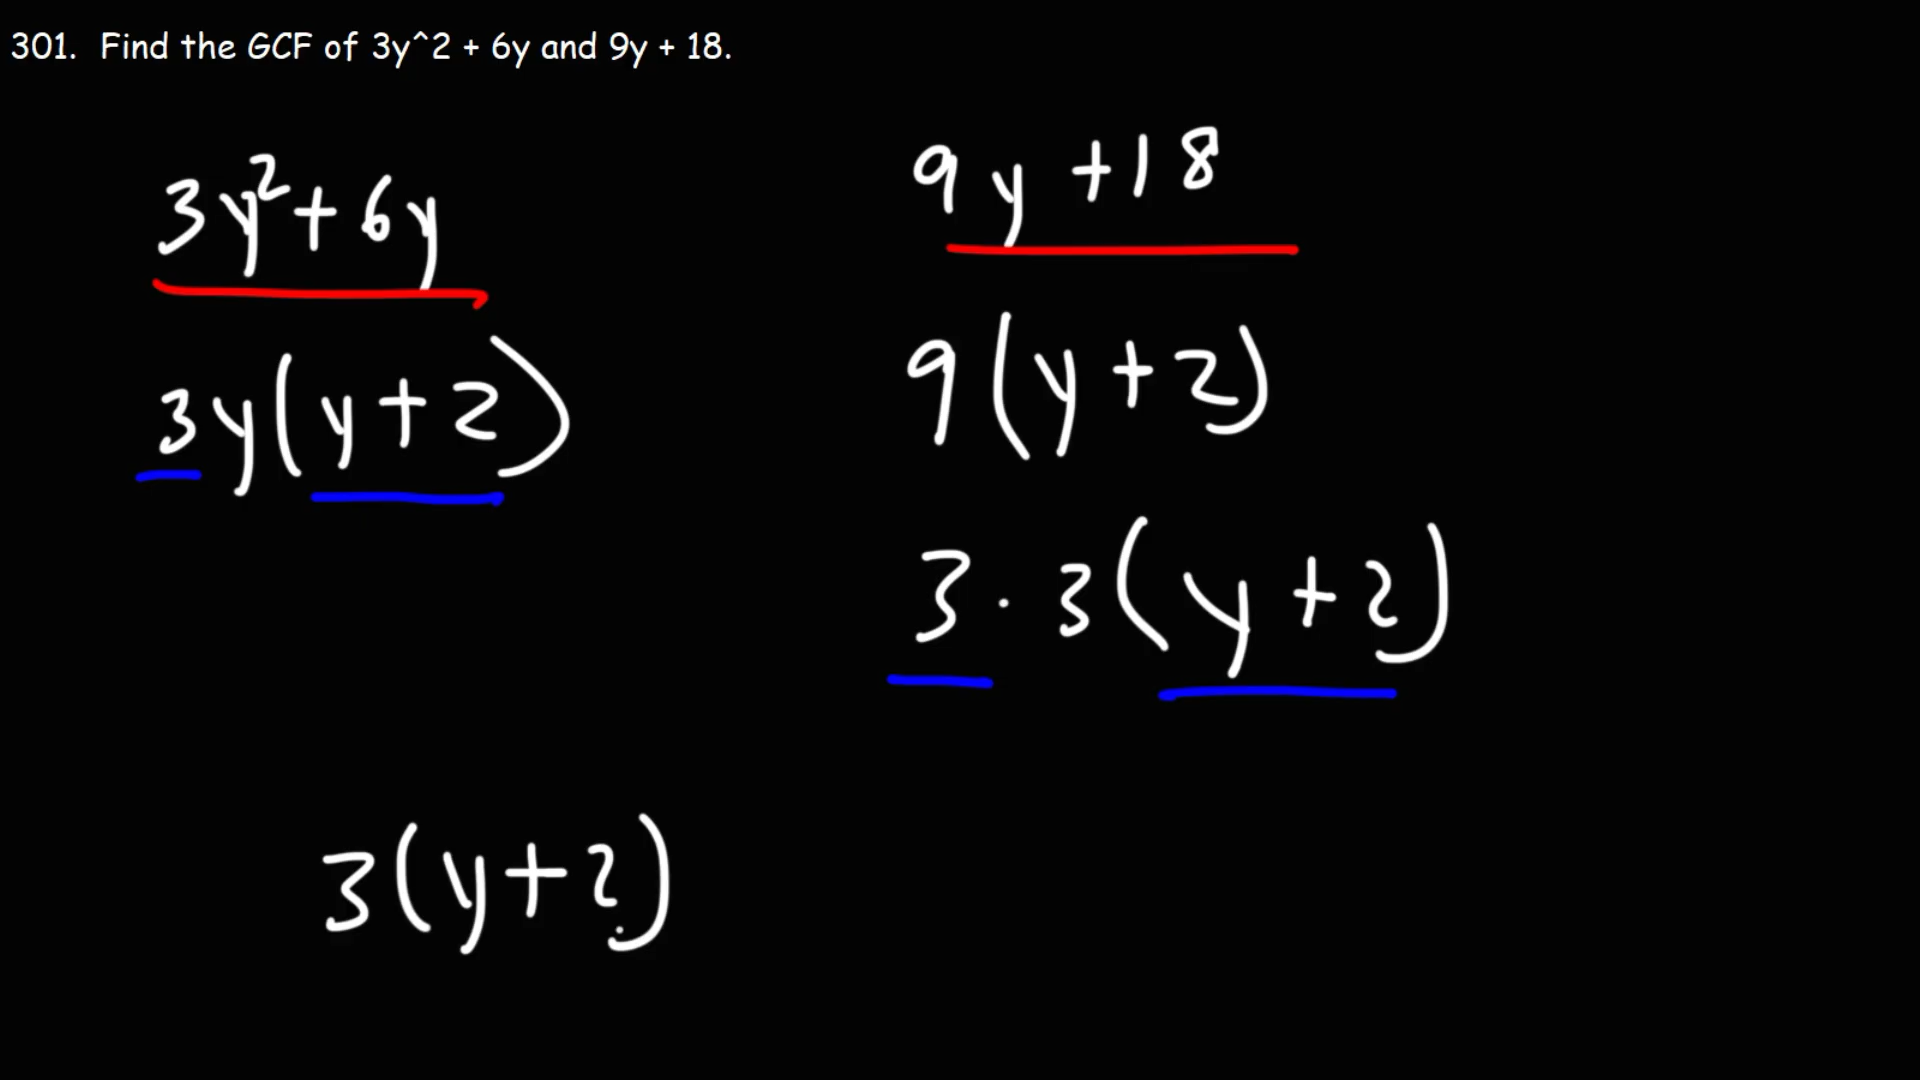 301. Find the GCF of 3y^2 + 6y and 9y + 18.
3y²+6y
3y(y+2)
9y+18
9(y+2)
3·3(y+2)
3(y+2)